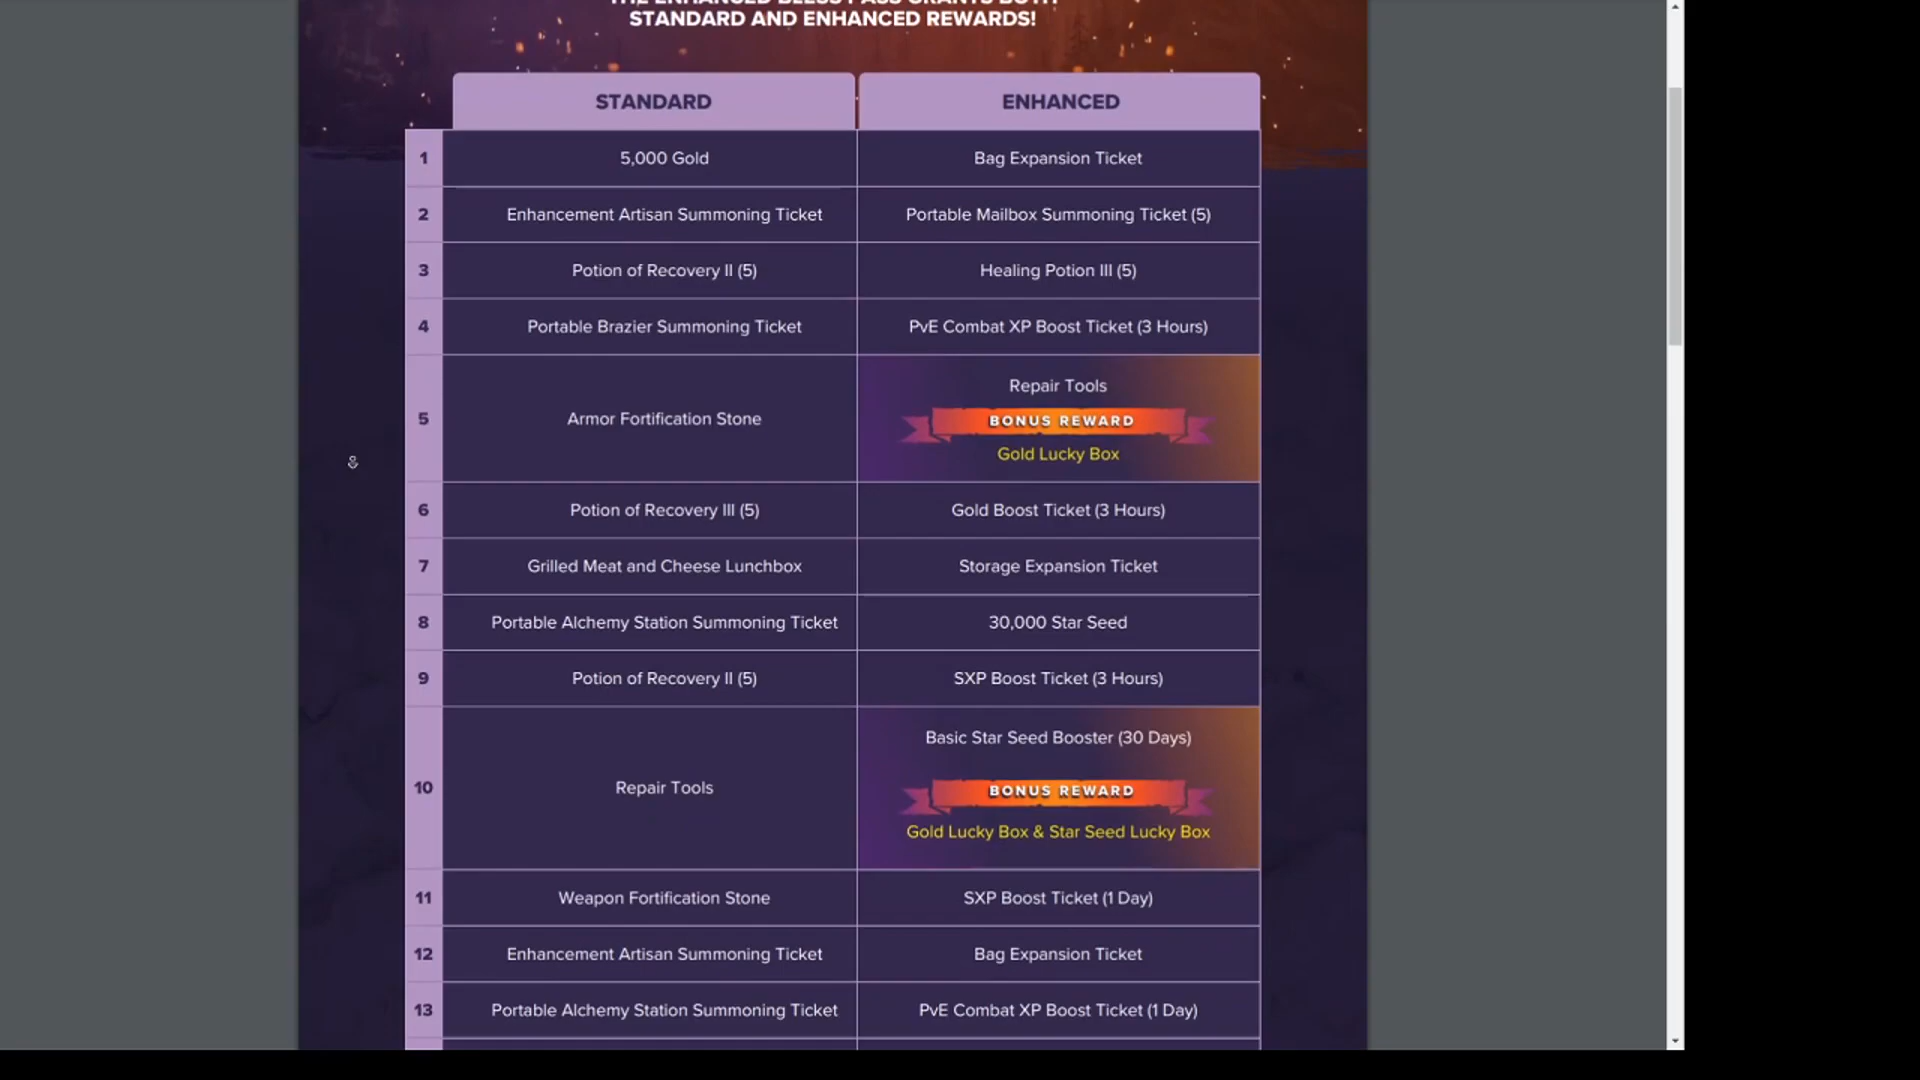 THE ENHANCED BLESS PASS GRANTS BOTH
STANDARD AND ENHANCED REWARDS!
STANDARD
ENHANCED
1
5,000 Gold
Bag Expansion Ticket
2
Enhancement Artisan Summoning Ticket
Portable Mailbox Summoning Ticket (5)
3
Potion of Recovery II (5)
Healing Potion III (5)
4
Portable Brazier Summoning Ticket
PvE Combat XP Boost Ticket (3 Hours)
5
Armor Fortification Stone
Repair Tools
BONUS REWARD
Gold Lucky Box
6
Potion of Recovery III (5)
Gold Boost Ticket (3 Hours)
7
Grilled Meat and Cheese Lunchbox
Storage Expansion Ticket
8
Portable Alchemy Station Summoning Ticket
30,000 Star Seed
9
Potion of Recovery II (5)
SXP Boost Ticket (3 Hours)
10
Repair Tools
Basic Star Seed Booster (30 Days)
BONUS REWARD
Gold Lucky Box & Star Seed Lucky Box
11
Weapon Fortification Stone
SXP Boost Ticket (1 Day)
12
Enhancement Artisan Summoning Ticket
Bag Expansion Ticket
13
Portable Alchemy Station Summoning Ticket
PvE Combat XP Boost Ticket (1 Day)